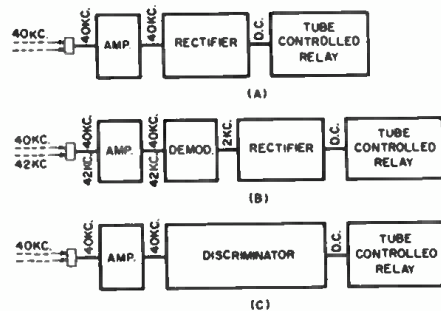 40KC.
40KC.
AMP.
40KC.
RECTIFIER
D.C.
TUBE
CONTROLLED
RELAY
(A)
40KC.
42KC
40KC.
42KC.
AMP.
40KC.
42KC.
DEMOD.
2KC.
RECTIFIER
D.C.
TUBE
CONTROLLED
RELAY
(B)
40KC.
40KC.
AMP.
40KC.
DISCRIMINATOR
D.C.
TUBE
CONTROLLED
RELAY
(C)